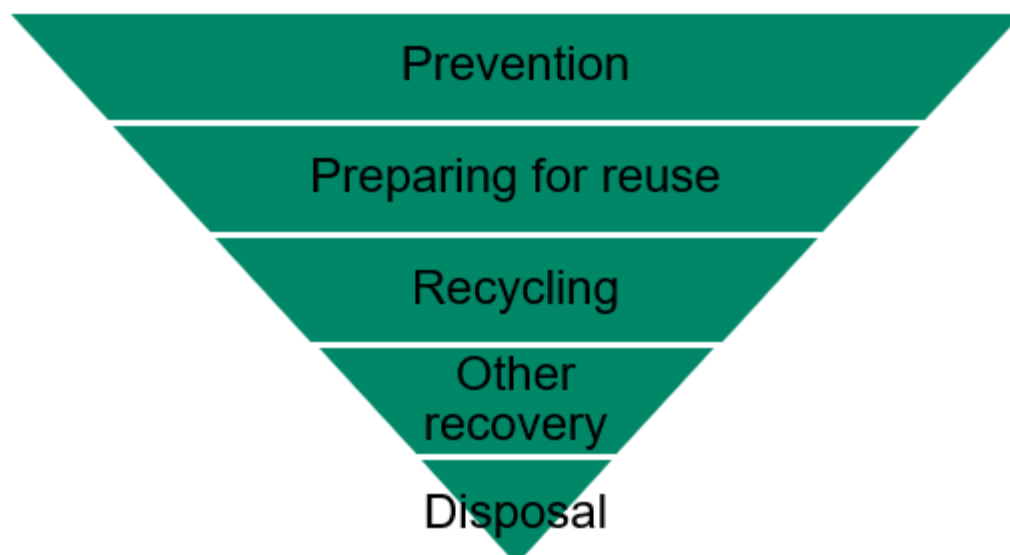 Prevention
Preparing for reuse
Recycling
Other
recovery
Disposal